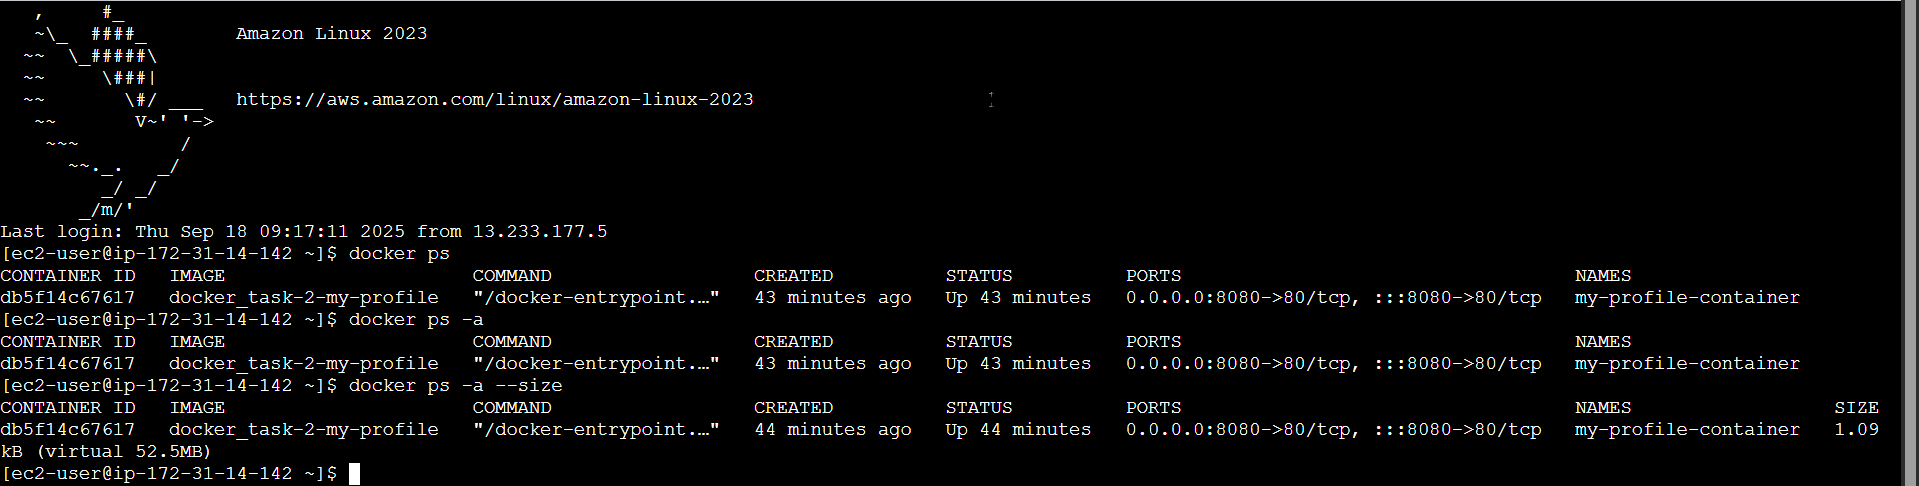 ,     #_
   ~\_  ####_        Amazon Linux 2023
  ~~  \_#####\
  ~~     \###|
  ~~       \#/ ___   https://aws.amazon.com/linux/amazon-linux-2023
   ~~       V~' '->
    ~~~         /
      ~~._.   _/
         _/ _/
       _/m/'
Last login: Thu Sep 18 09:17:11 2025 from 13.233.177.5
[ec2-user@ip-172-31-14-142 ~]$ docker ps
CONTAINER ID   IMAGE                      COMMAND                  CREATED          STATUS          PORTS                                   NAMES
db5f14c67617   docker_task-2-my-profile   "/docker-entrypoint.…"   43 minutes ago   Up 43 minutes   0.0.0.0:8080->80/tcp, :::8080->80/tcp   my-profile-container
[ec2-user@ip-172-31-14-142 ~]$ docker ps -a
CONTAINER ID   IMAGE                      COMMAND                  CREATED          STATUS          PORTS                                   NAMES
db5f14c67617   docker_task-2-my-profile   "/docker-entrypoint.…"   43 minutes ago   Up 43 minutes   0.0.0.0:8080->80/tcp, :::8080->80/tcp   my-profile-container
[ec2-user@ip-172-31-14-142 ~]$ docker ps -a --size
CONTAINER ID   IMAGE                      COMMAND                  CREATED          STATUS          PORTS                                   NAMES                  SIZE
db5f14c67617   docker_task-2-my-profile   "/docker-entrypoint.…"   44 minutes ago   Up 44 minutes   0.0.0.0:8080->80/tcp, :::8080->80/tcp   my-profile-container   1.09
kB (virtual 52.5MB)
[ec2-user@ip-172-31-14-142 ~]$